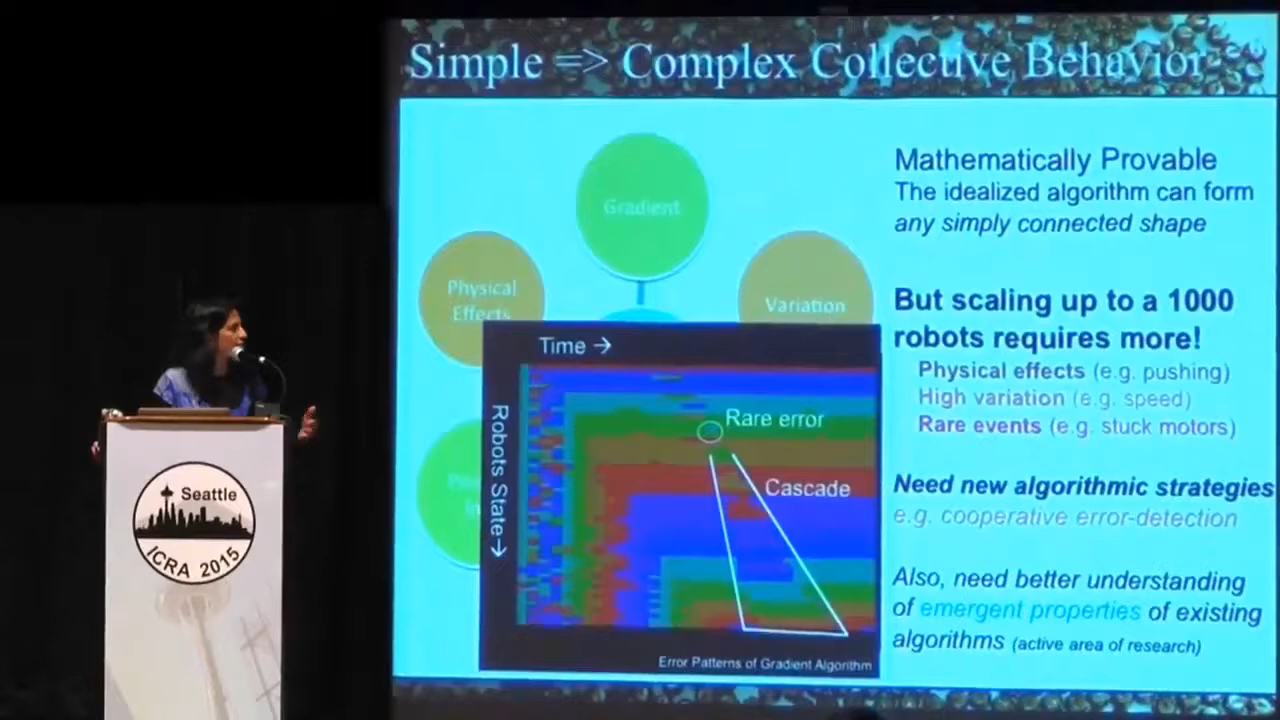 Simple => Complex Collective Behavior
Gradient
Physical
Effects
Variation
Mathematically Provable
The idealized algorithm can form
any simply connected shape
But scaling up to a 1000
robots requires more!
Physical effects (e.g. pushing)
High variation (e.g. speed)
Rare events (e.g. stuck motors)
Need new algorithmic strategies
e.g. cooperative error-detection
Also, need better understanding
of emergent properties of existing
algorithms (active area of research)
Time →
Robots State→
Rare error
Cascade
Error Patterns of Gradient Algorithm
Seattle
ICRA 2015